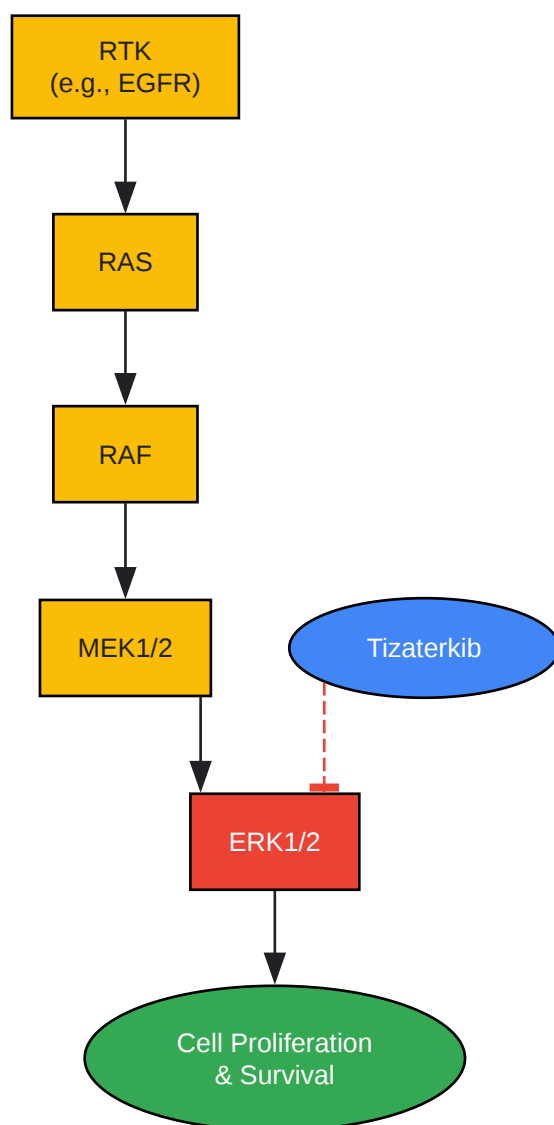 RTK
(e.g., EGFR)
RAS
RAF
MEK1/2
Tizaterkib
ERK1/2
Cell Proliferation
& Survival